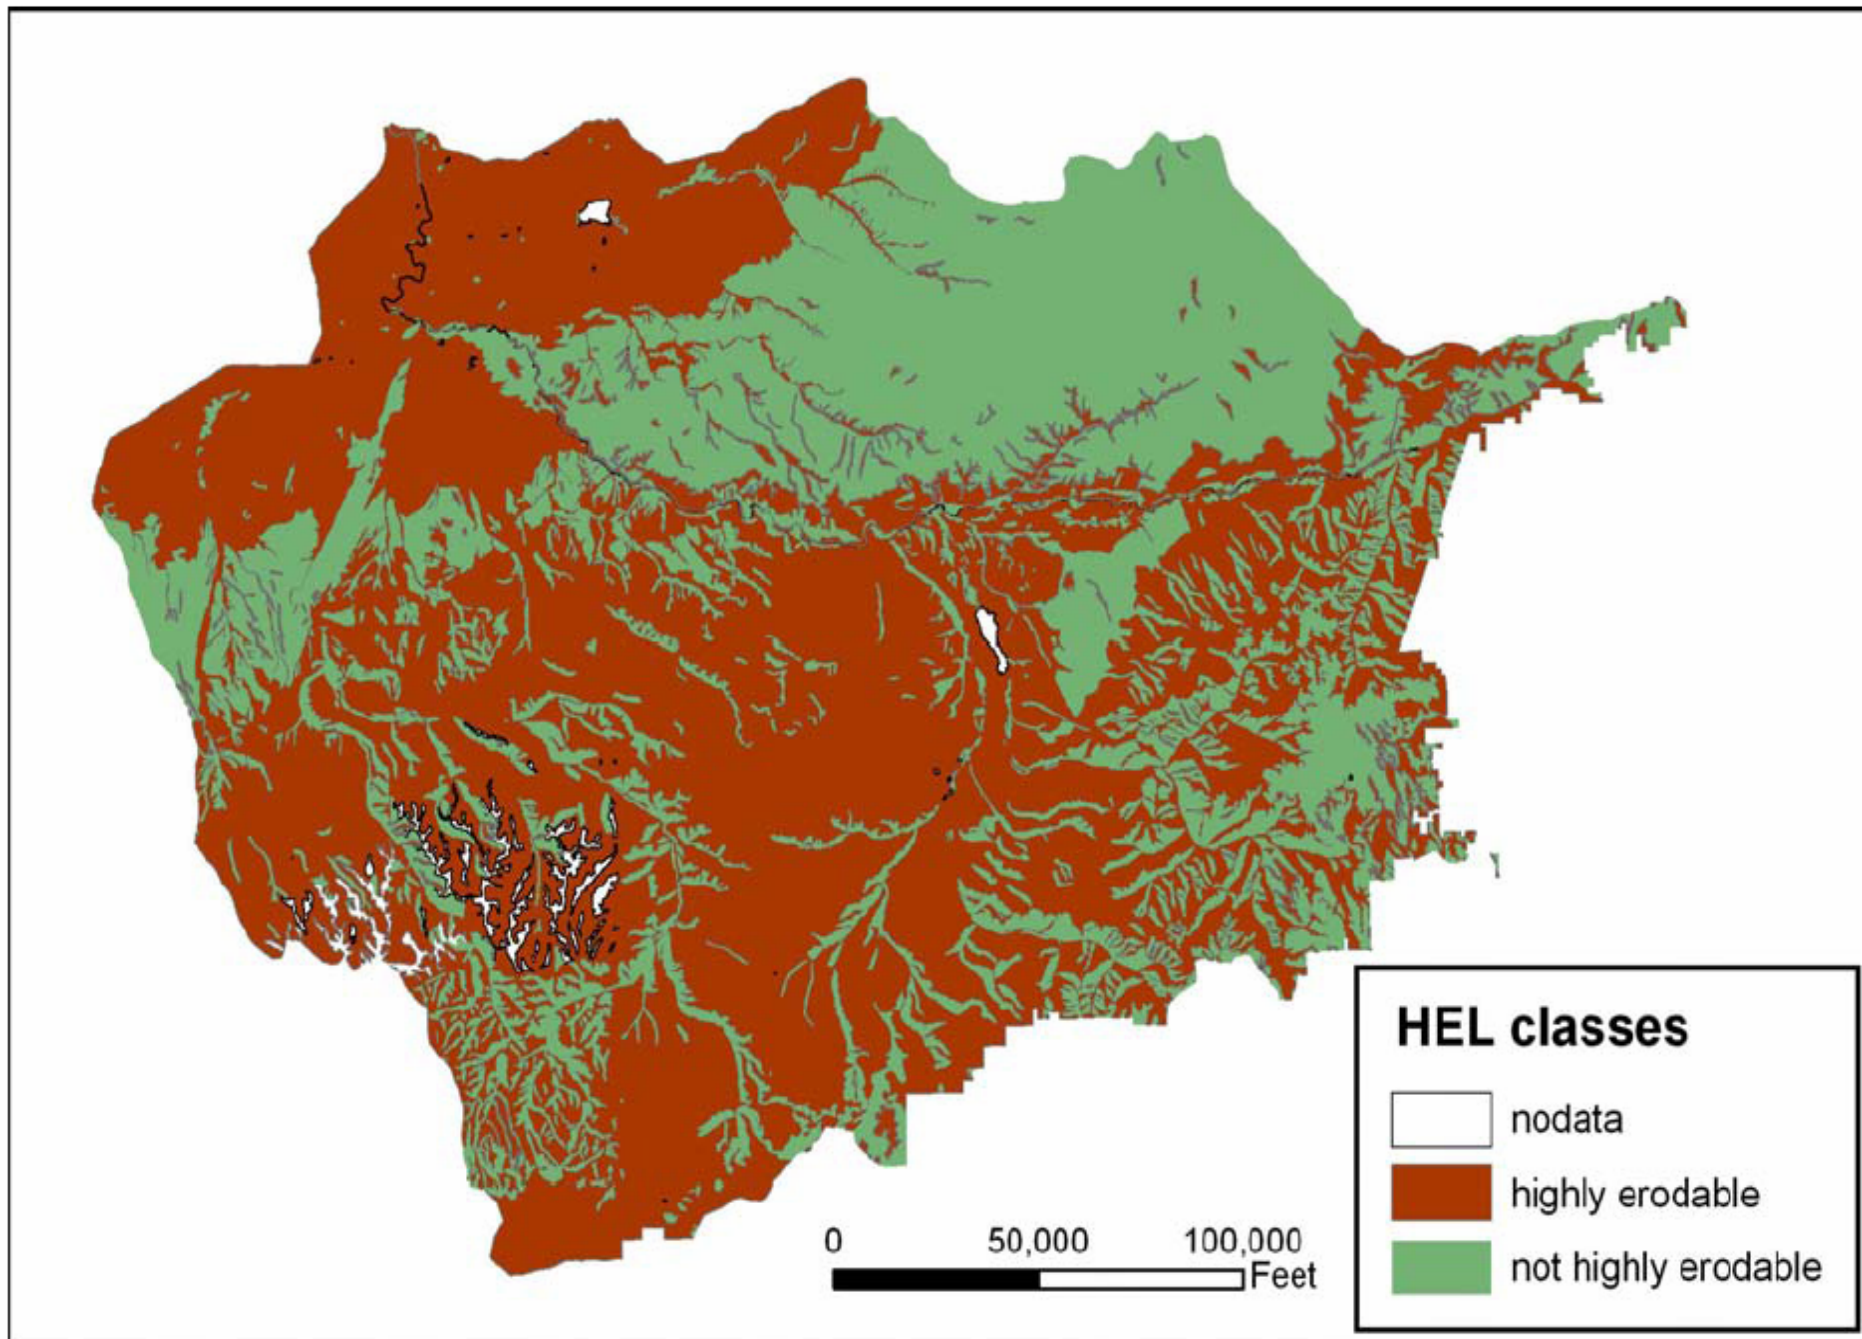 HEL classes
nodata
highly erodable
not highly erodable
0 50,000 100,000
Feet